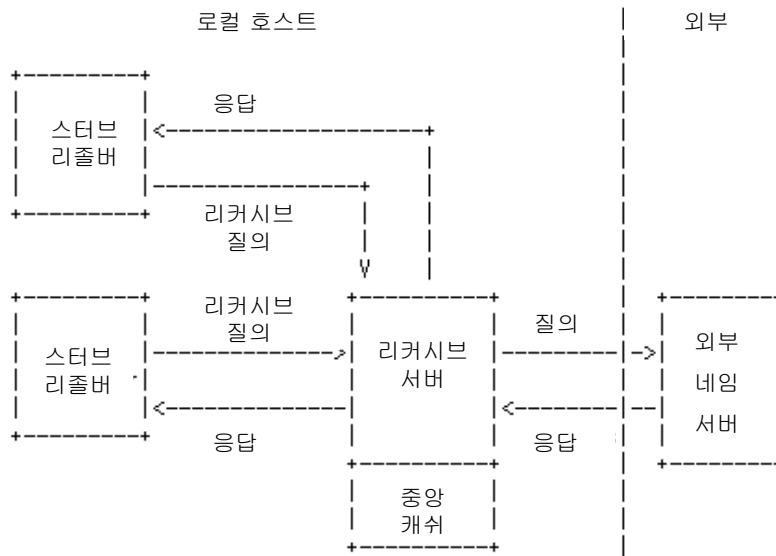 로컬 호스트
외부
응답
스터브
리졸버
리커시브
질의
리커시브
질의
스터브
리졸버
응답
리커시브
서버
중앙
캐쉬
질의
응답
외부
네임
서버